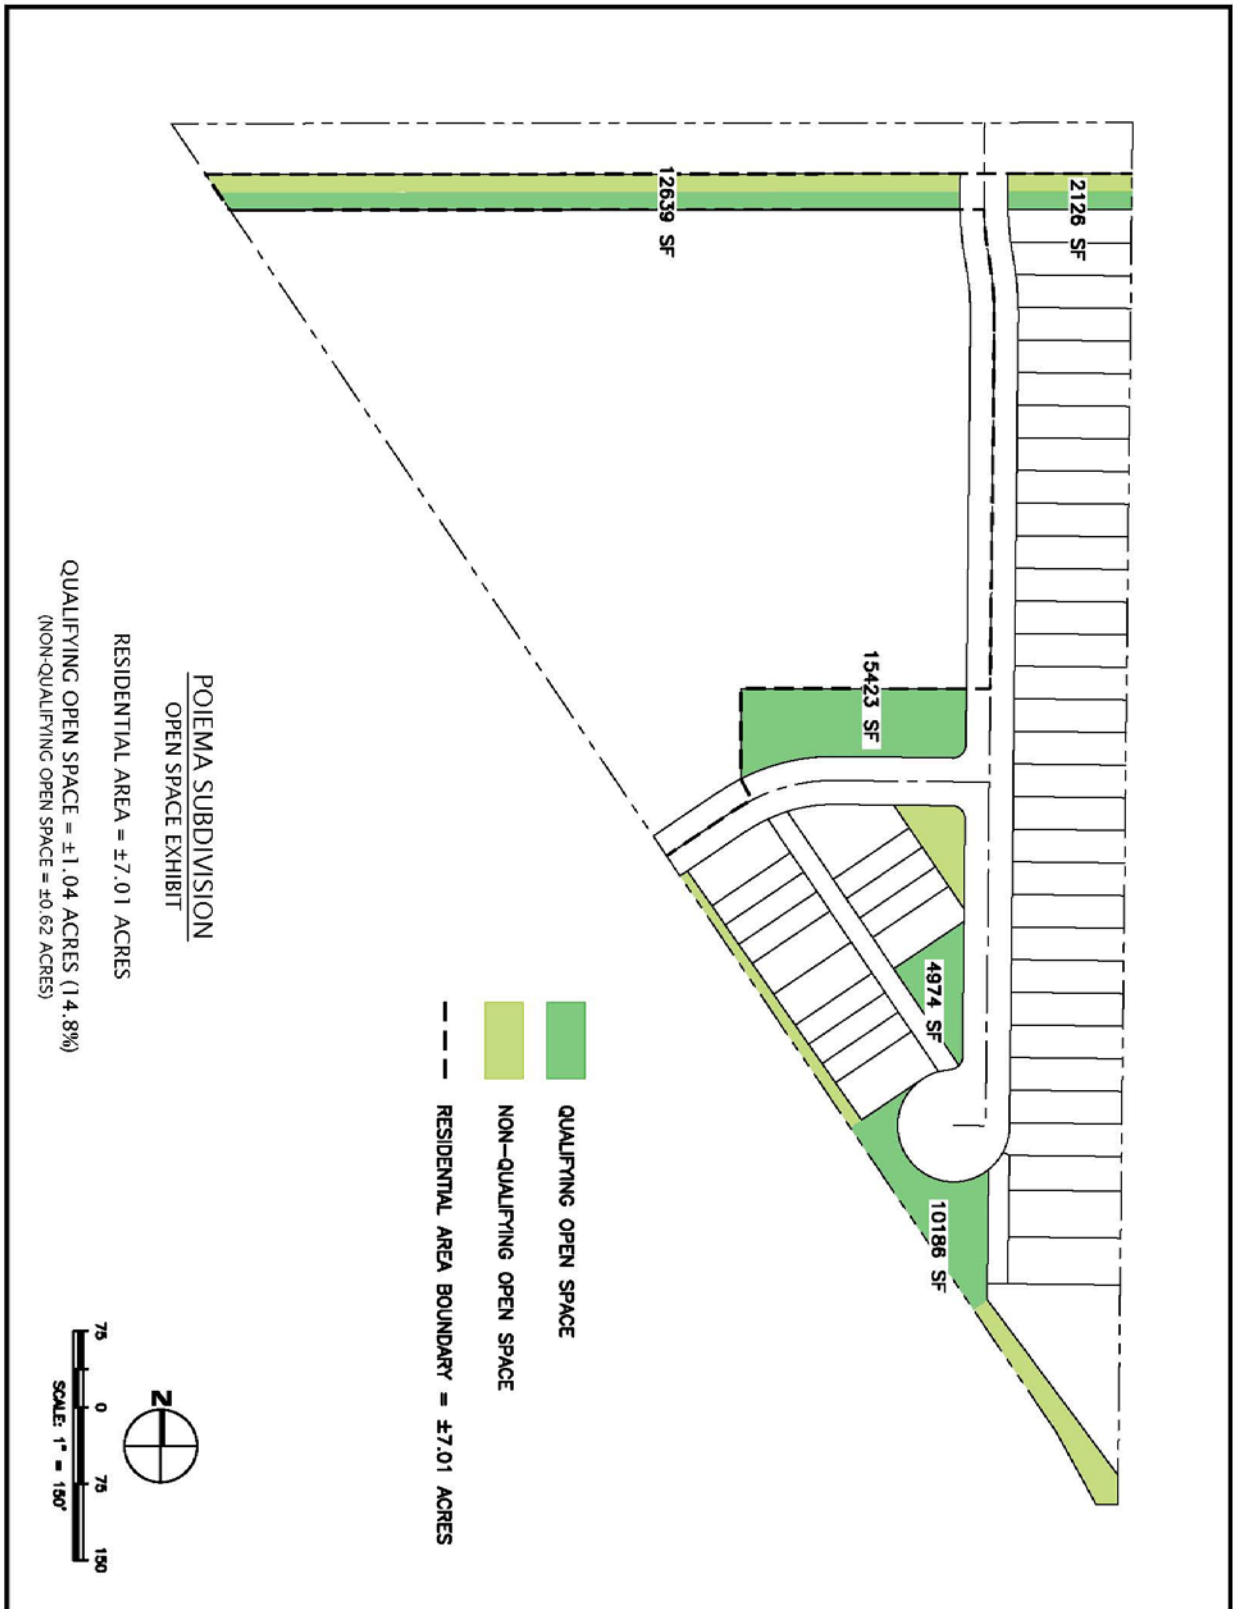 2126 SF
12639 SF
15423 SF
4974 SF
10186 SF
QUALIFYING OPEN SPACE
NON-QUALIFYING OPEN SPACE
RESIDENTIAL AREA BOUNDARY = ±7.01 ACRES
POIEMA SUBDIVISION
OPEN SPACE EXHIBIT
RESIDENTIAL AREA = ±7.01 ACRES
QUALIFYING OPEN SPACE = ±1.04 ACRES (14.8%)
(NON-QUALIFYING OPEN SPACE = ±0.62 ACRES)
N
75 0 75 150
SCALE: 1" = 150'